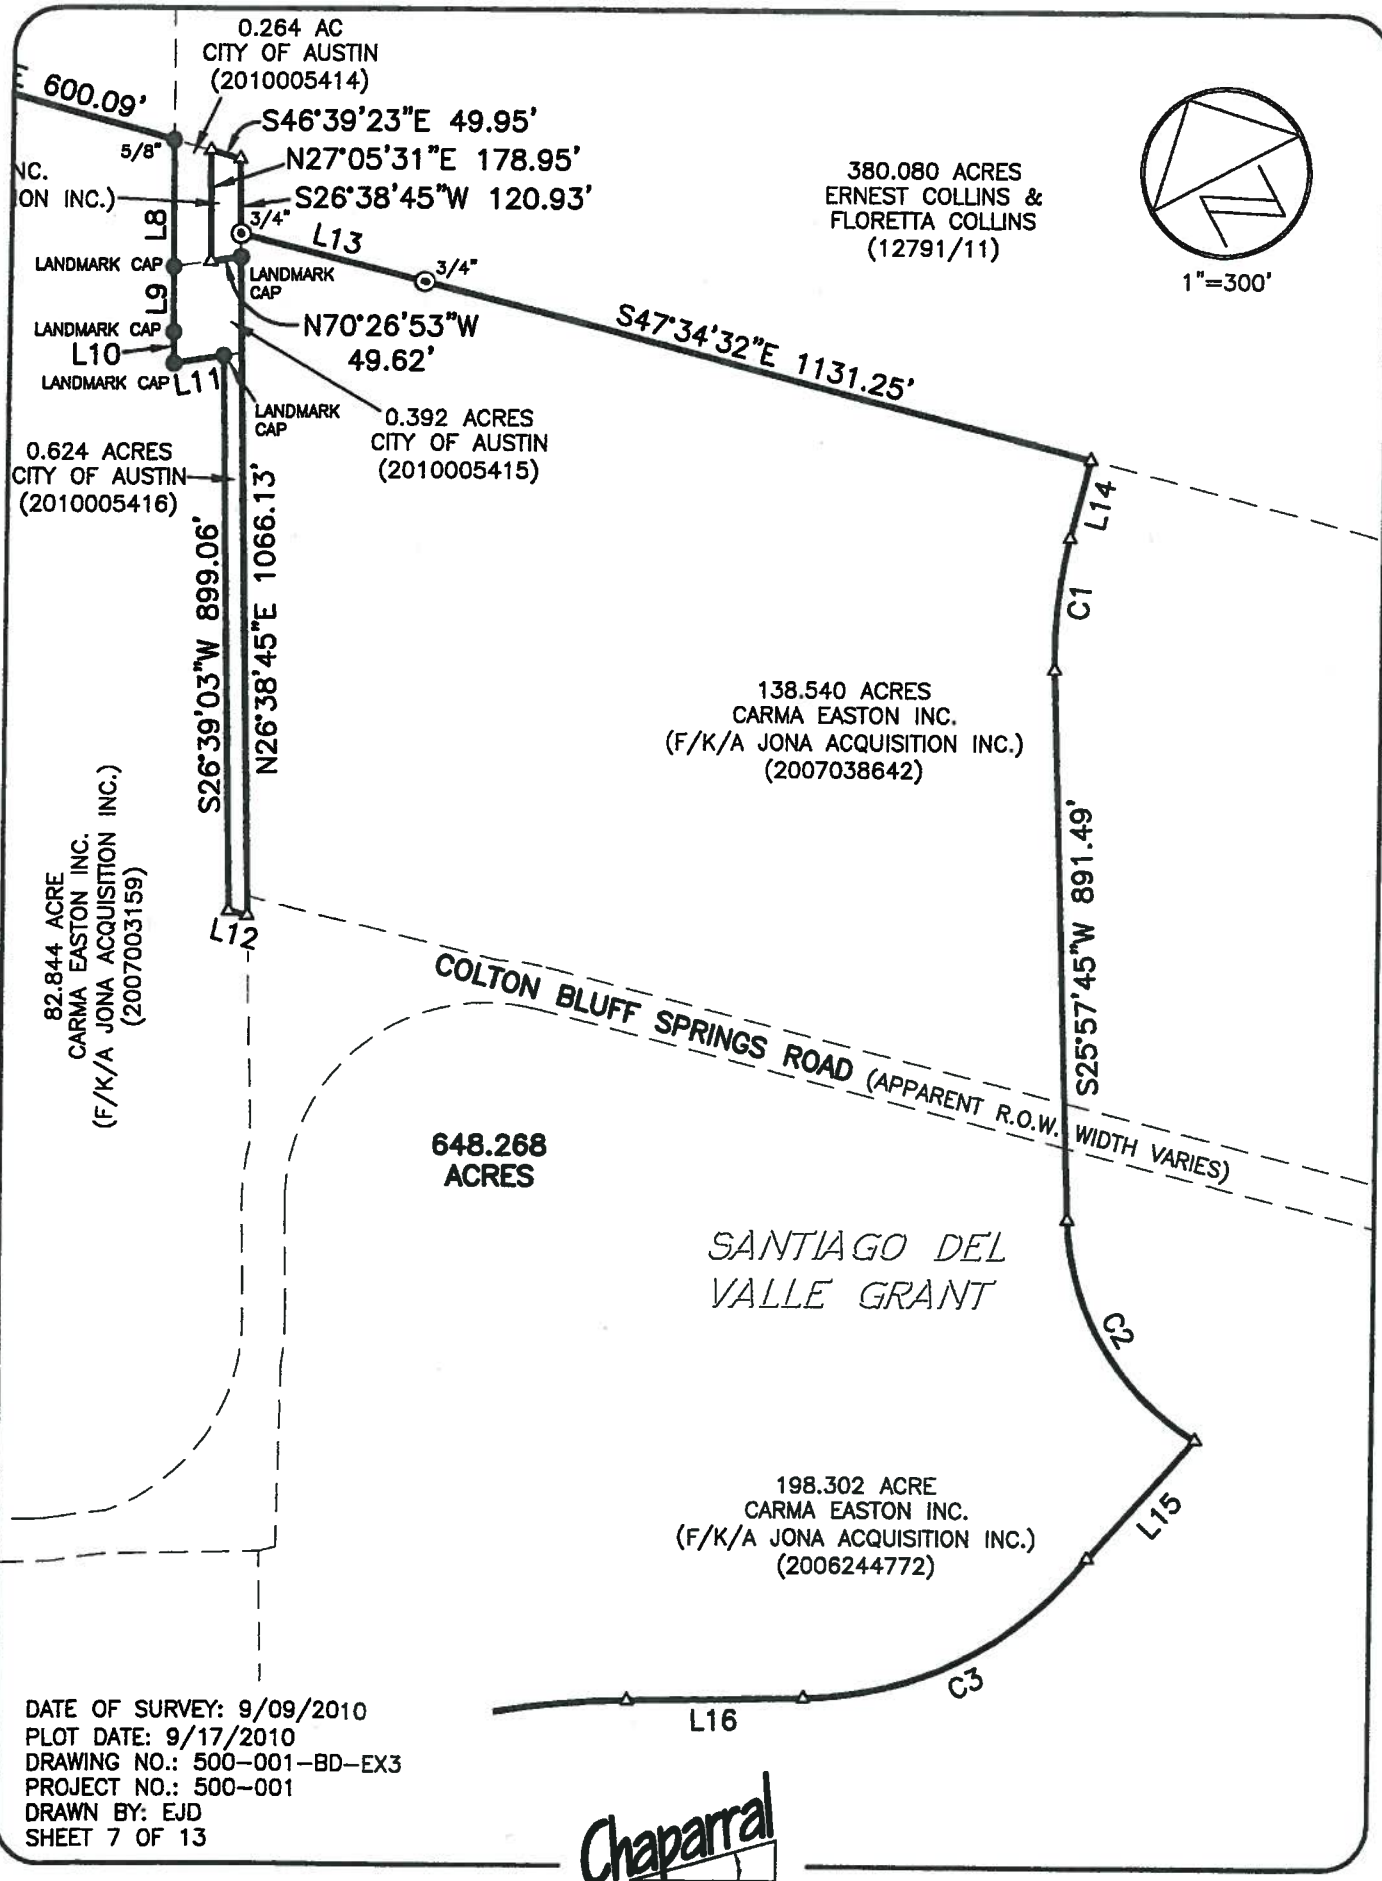 0.264 AC
CITY OF AUSTIN
(2010005414)
600.09'
S46°39'23"E 49.95'
5/8"
N27°05'31"E 178.95'
NC.
ON INC.)
S26°38'45"W 120.93'
380.080 ACRES
ERNEST COLLINS &
FLORETTA COLLINS
(12791/11)
1"=300'
L8
3/4"
L13
3/4"
LANDMARK CAP
LANDMARK
CAP
L9
N70°26'53"W
49.62'
LANDMARK CAP
L10
LANDMARK CAP
L11
S47°34'32"E 1131.25'
LANDMARK
CAP
0.392 ACRES
CITY OF AUSTIN
(2010005415)
0.624 ACRES
CITY OF AUSTIN
(2010005416)
L14
C1
S26°39'03"W 899.06'
N26°38'45"E 1066.13'
138.540 ACRES
CARMA EASTON INC.
(F/K/A JONA ACQUISITION INC.)
(2007038642)
82.844 ACRE
CARMA EASTON INC.
(F/K/A JONA ACQUISITION INC.)
(2007003159)
S25°57'45"W 891.49'
L12
COLTON BLUFF SPRINGS ROAD (APPARENT R.O.W. WIDTH VARIES)
648.268
ACRES
SANTIAGO DEL
VALLE GRANT
C2
198.302 ACRE
CARMA EASTON INC.
(F/K/A JONA ACQUISITION INC.)
(2006244772)
L15
C3
L16
DATE OF SURVEY: 9/09/2010
PLOT DATE: 9/17/2010
DRAWING NO.: 500-001-BD-EX3
PROJECT NO.: 500-001
DRAWN BY: EJD
SHEET 7 OF 13
Chaparral